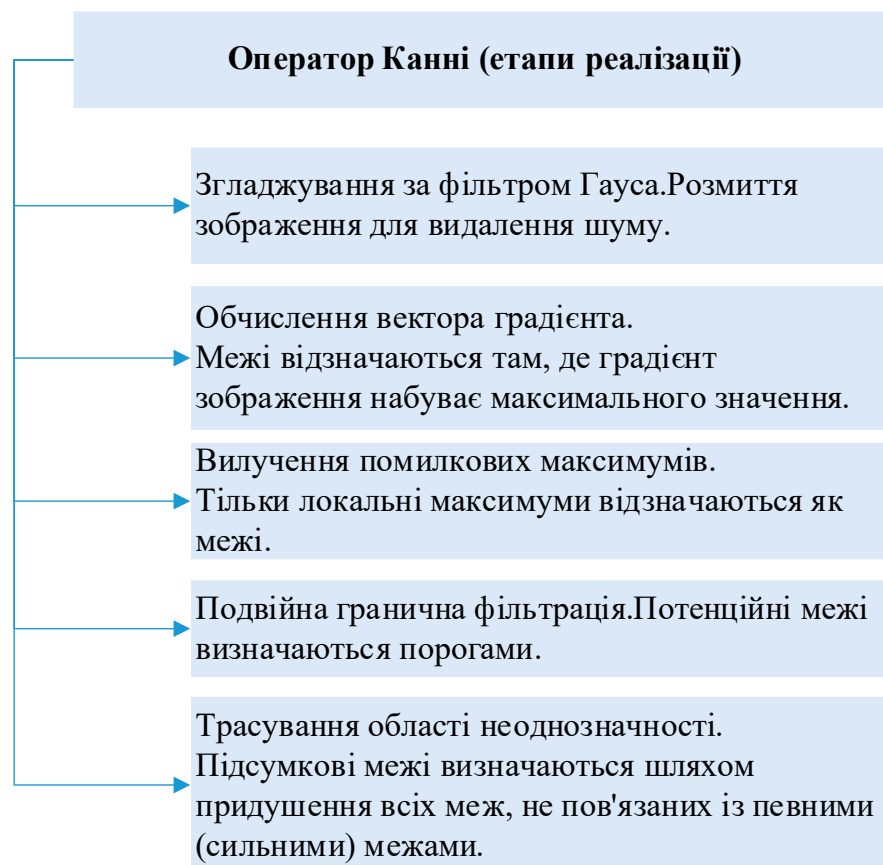 Оператор Канні (етапи реалізації)
Згладжування за фільтром Гауса.Розмиття
зображення для видалення шуму.
Обчислення вектора градієнта.
Межі відзначаються там, де градієнт
зображення набуває максимального значення.
Вилучення помилкових максимумів.
Тільки локальні максимуми відзначаються як
межі.
Подвійна гранична фільтрація.Потенційні межі
визначаються порогами.
Трасування області неоднозначності.
Підсумкові межі визначаються шляхом
придушення всіх меж, не пов'язаних із певними
(сильними) межами.